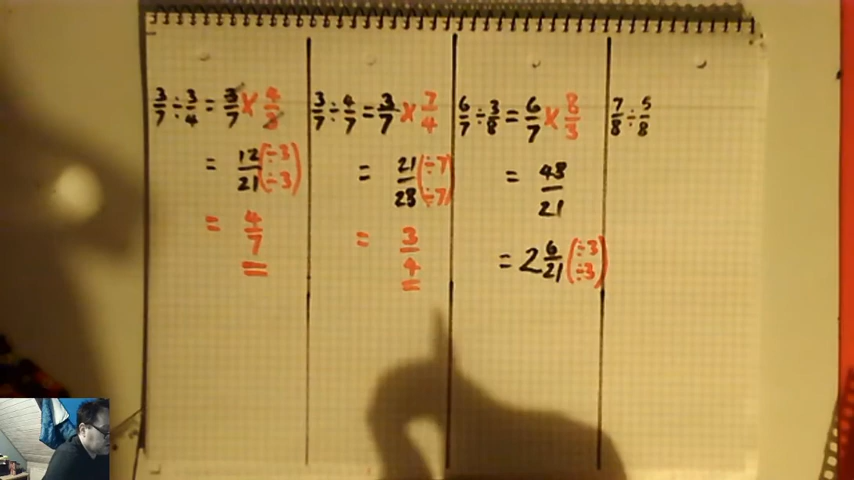 3/7 ÷ 3/4 = 3/7 × 4/3
= 12/21 (÷3/÷3)
= 4/7
3/7 ÷ 4/7 = 3/7 × 7/4
= 21/28 (÷7/÷7)
= 3/4
6/7 ÷ 3/8 = 6/7 × 8/3
= 48/21
= 2 6/21 (÷3/÷3)
7/8 ÷ 5/8